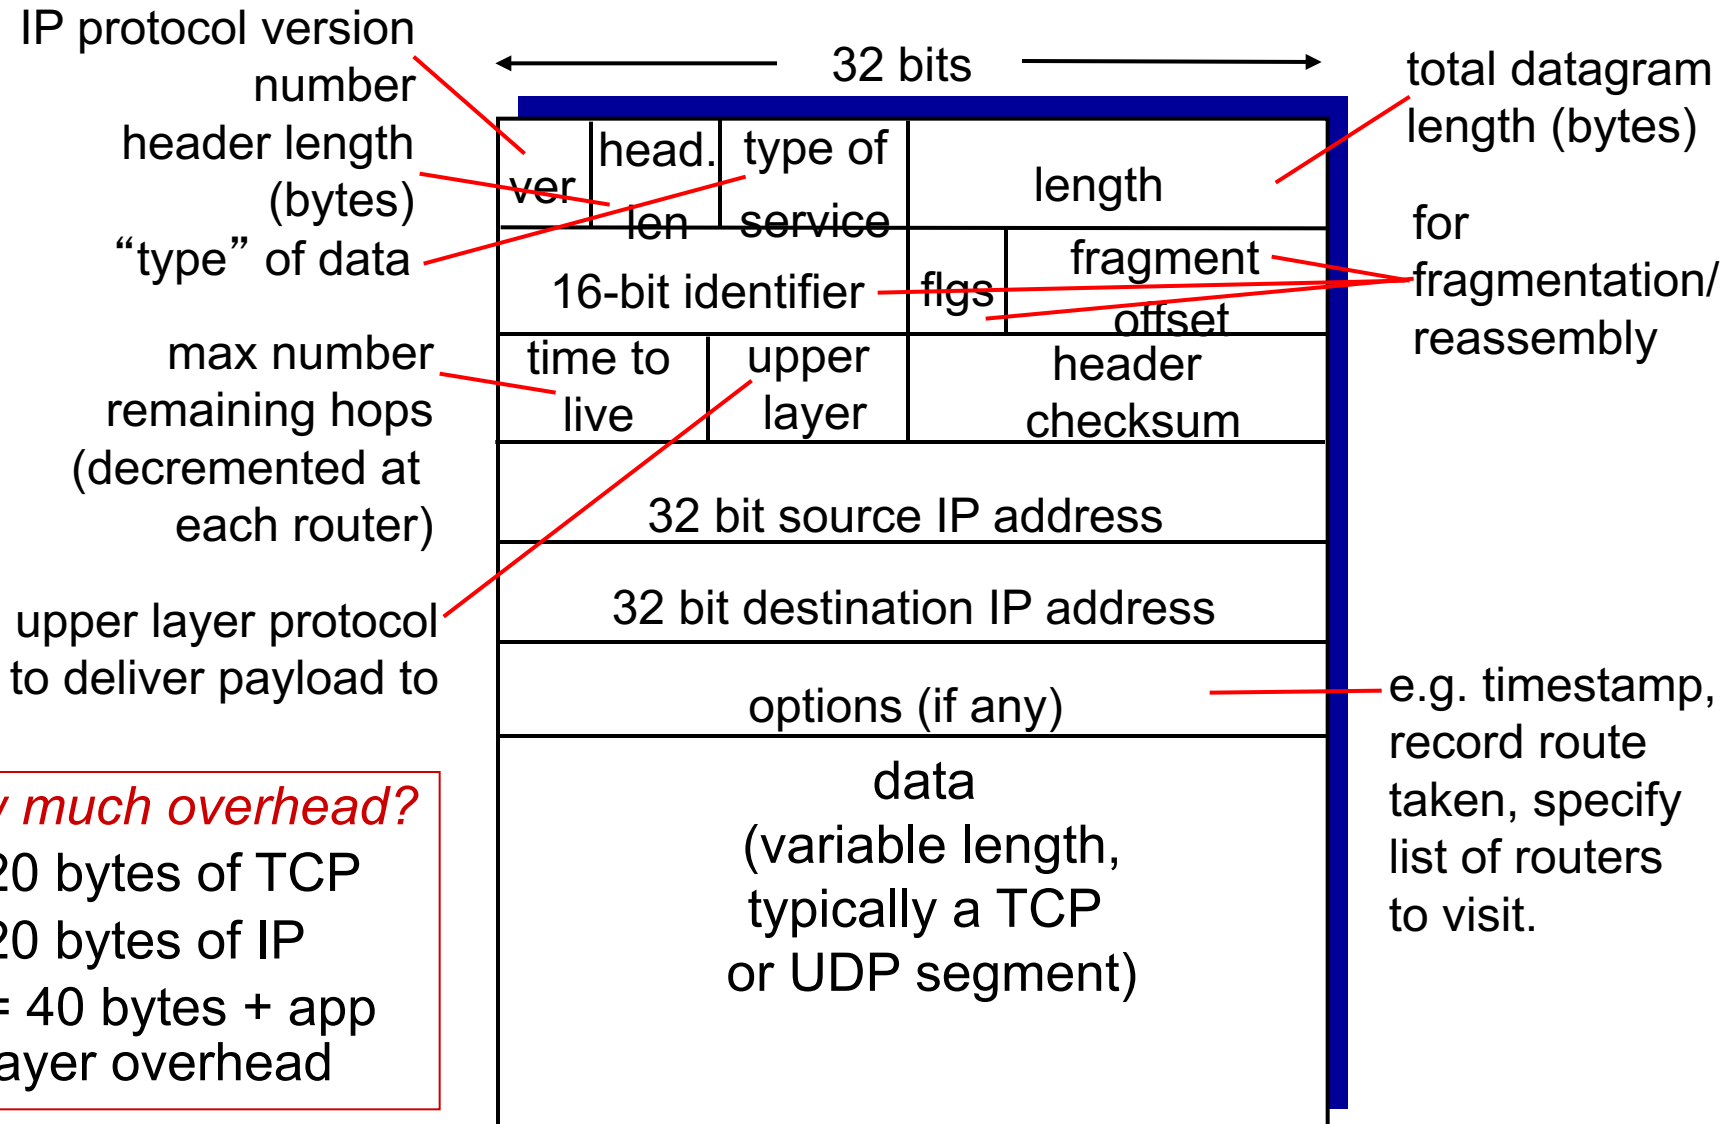 IP protocol version
number
header length
(bytes)
“type” of data
max number
remaining hops
(decremented at
each router)
upper layer protocol
to deliver payload to
much overhead?
20 bytes of TCP
20 bytes of IP
= 40 bytes + app
overhead
32 bits
ver
head.
len
type of
service
length
16-bit identifier
flgs
fragment
offset
time to
live
upper
layer
header
checksum
32 bit source IP address
32 bit destination IP address
options (if any)
data
(variable length,
typically a TCP
or UDP segment)
total datagram
length (bytes)
for
fragmentation/
reassembly
e.g. timestamp,
record route
taken, specify
list of routers
to visit.